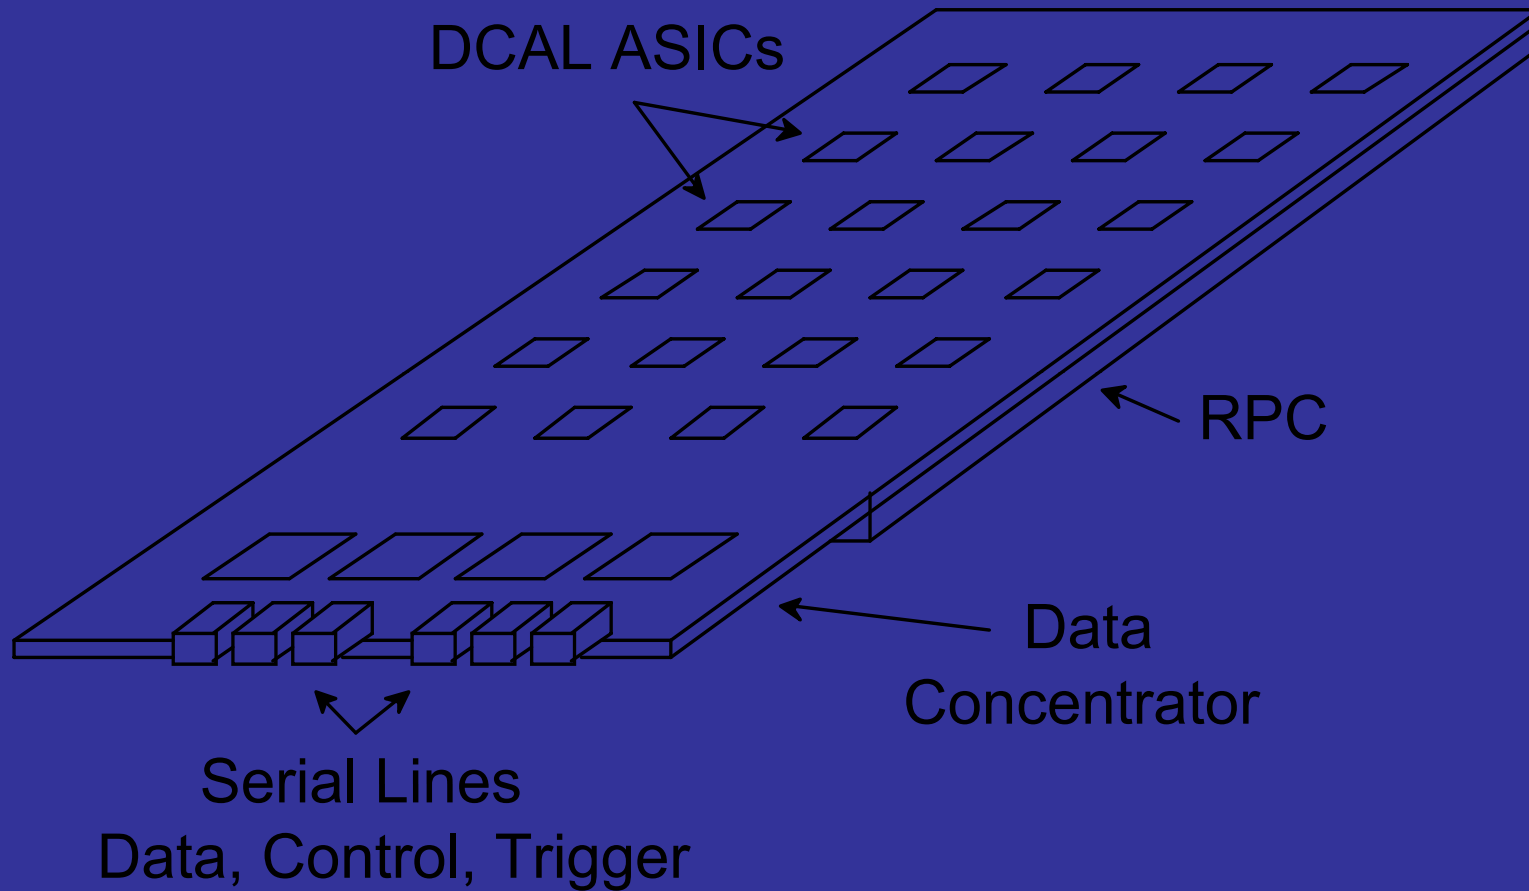 DCAL ASICs
RPC
Data
Concentrator
Serial Lines
Data, Control, Trigger